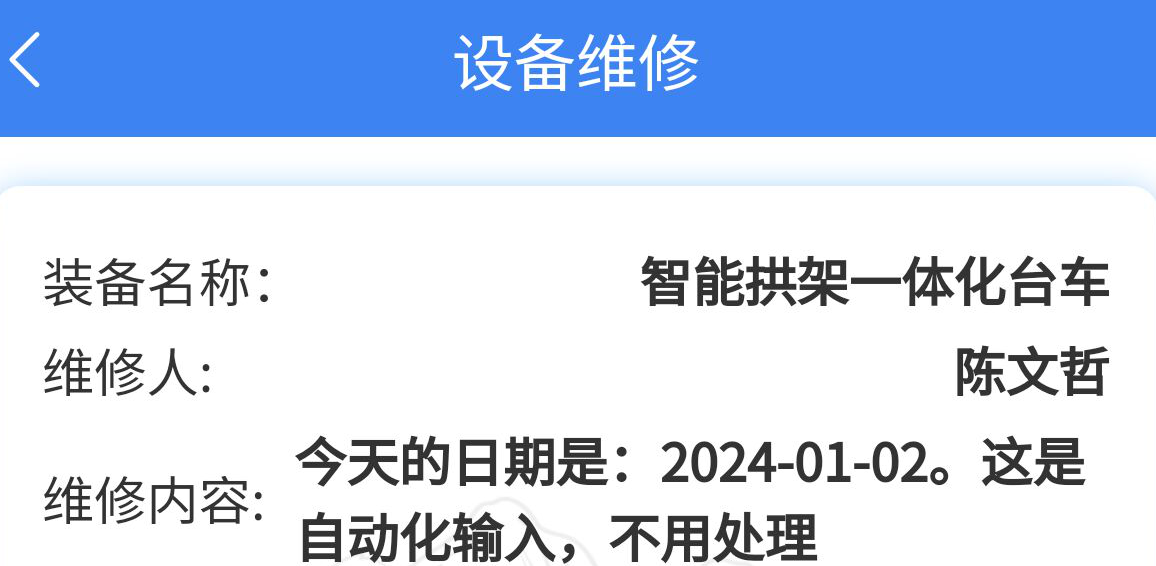 设备维修
装备名称：智能拱架一体化台车
维修人:陈文哲
维修内容:今天的日期是：2024-01-02。这是
自动化输入，不用处理